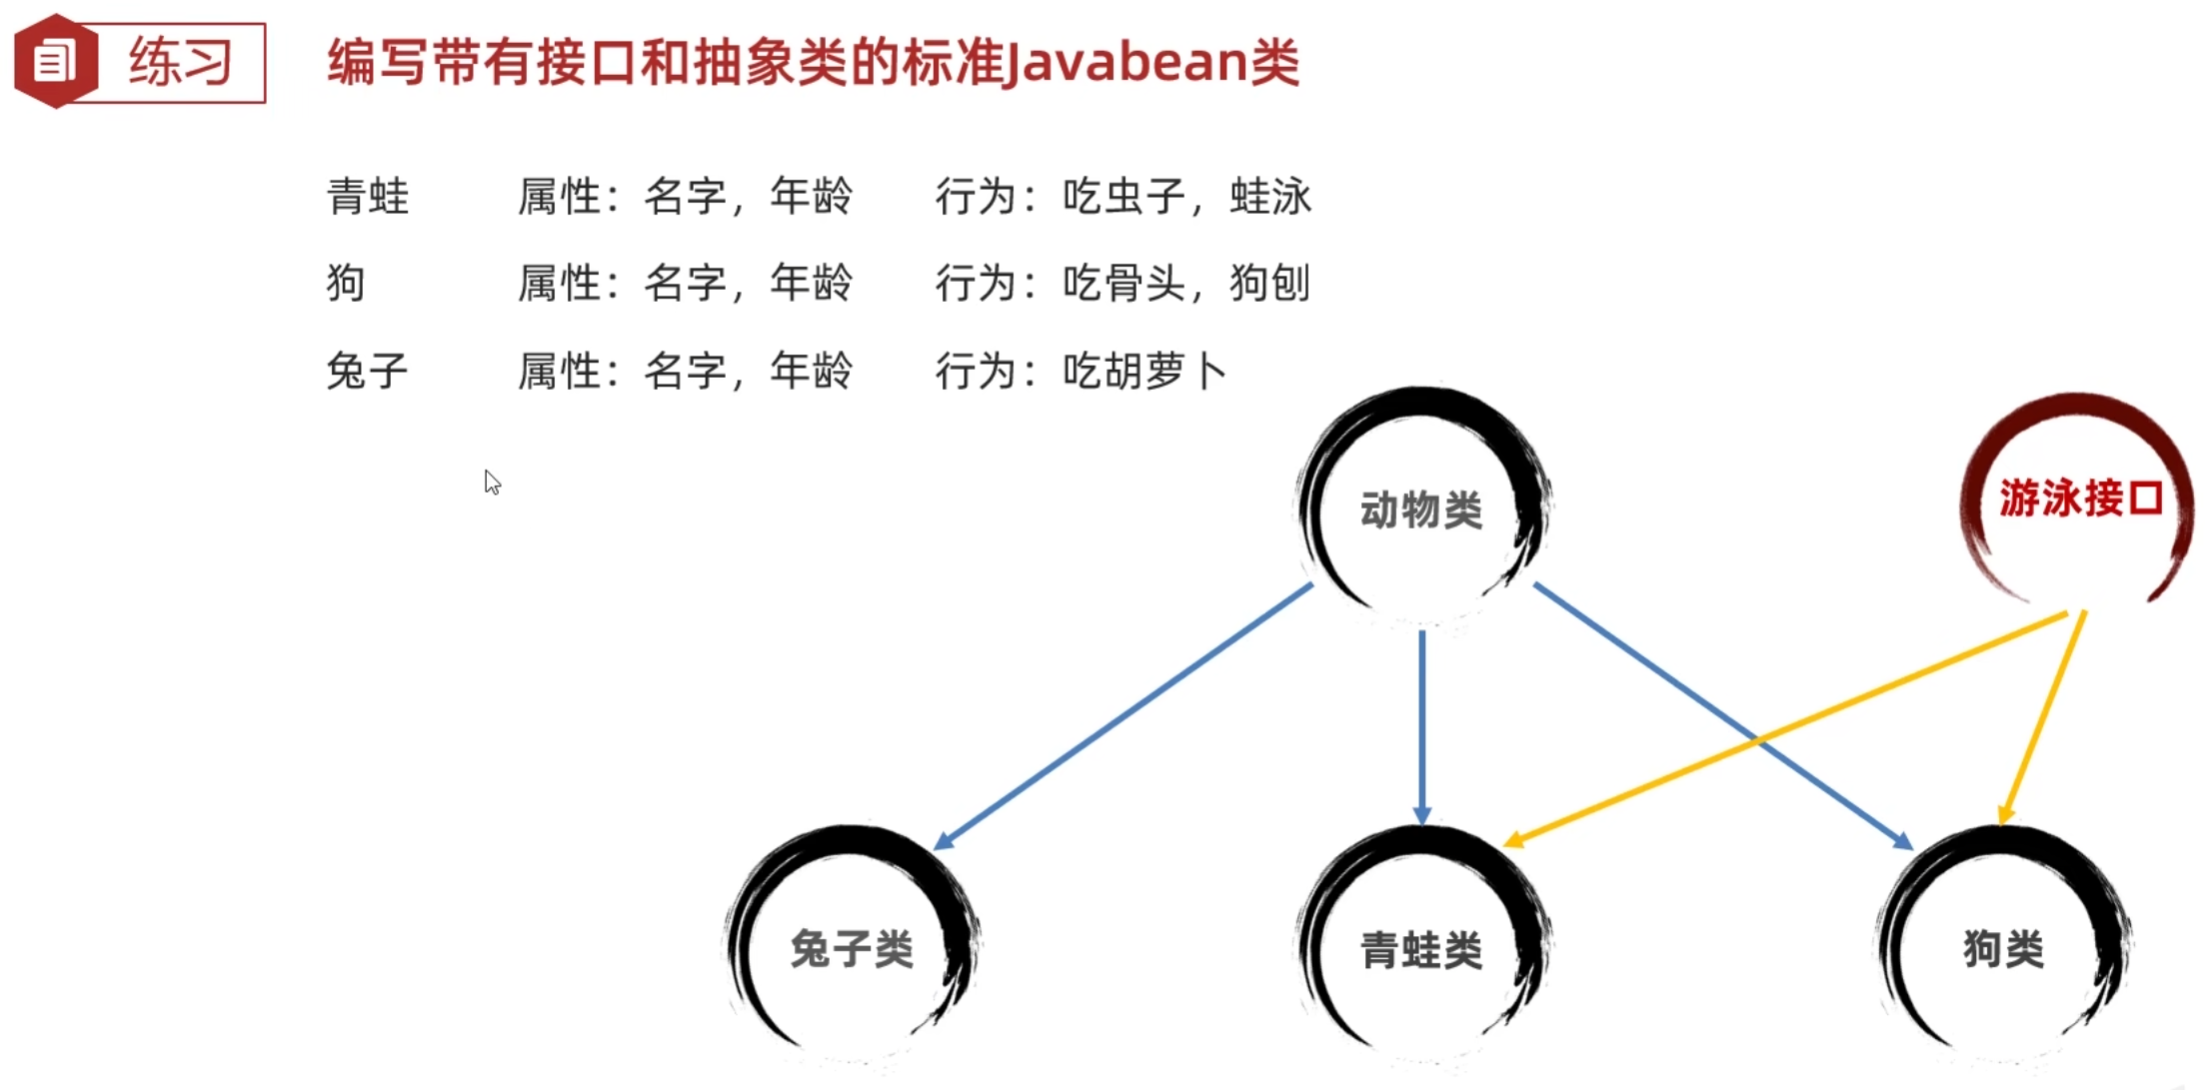 练习
编写带有接口和抽象类的标准Javabean类
青蛙 属性：名字，年龄 行为：吃虫子，蛙泳
狗 属性：名字，年龄 行为：吃骨头，狗刨
兔子 属性：名字，年龄 行为：吃胡萝卜
动物类
游泳接口
兔子类
青蛙类
狗类